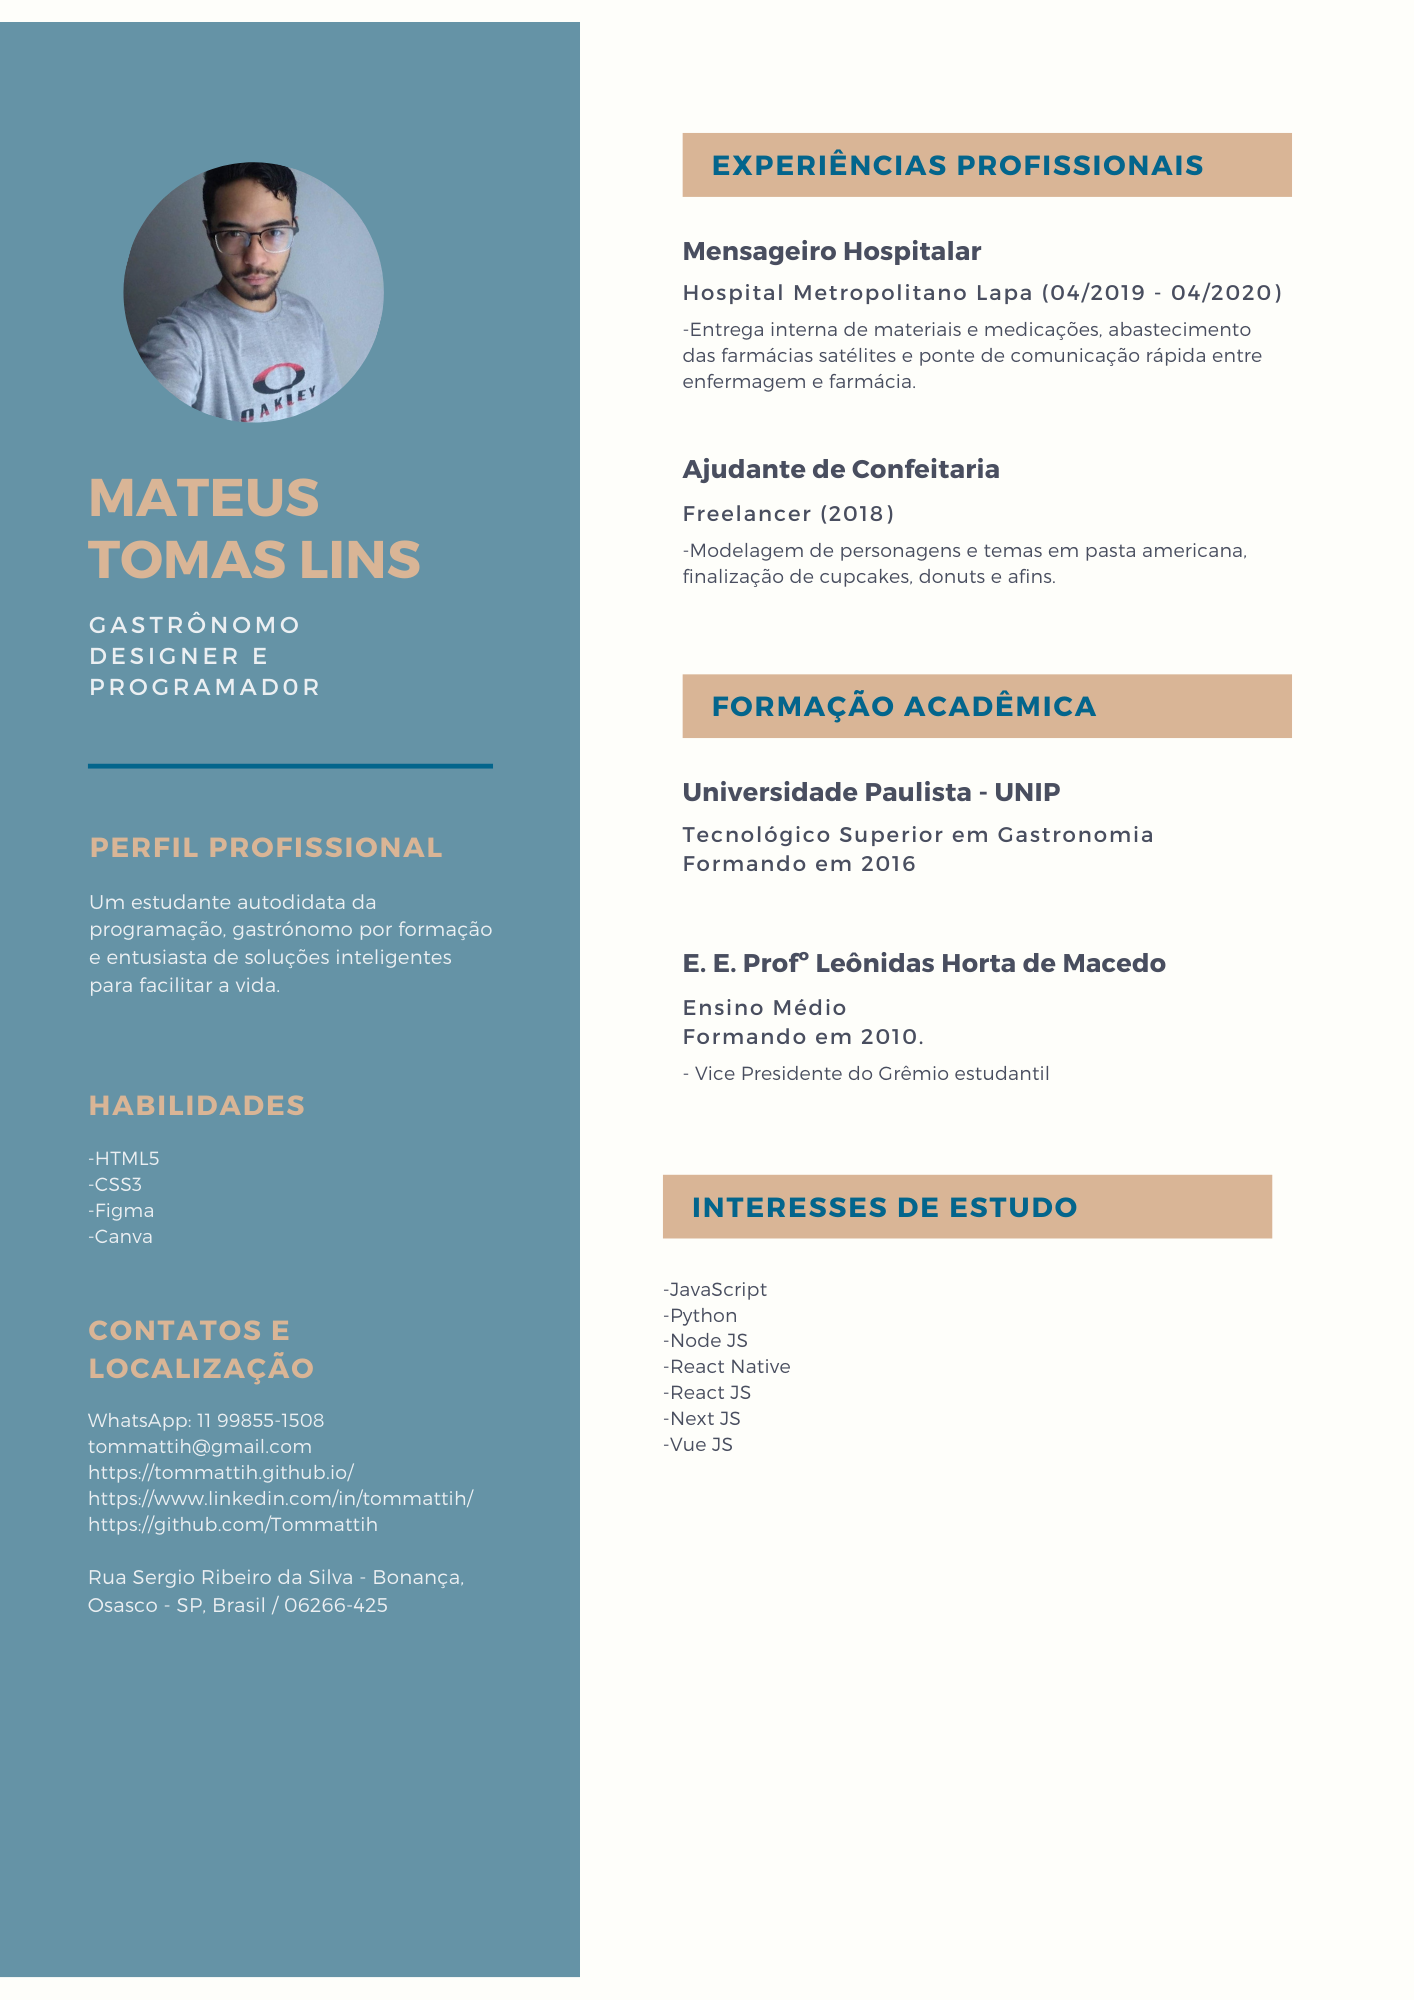 OAKLEY
MATEUS
TOMAS LINS
GASTRÔNOMO
DESIGNER E
PROGRAMAD0R
PERFIL PROFISSIONAL
Um estudante autodidata da
programação, gastrónomo por formação
e entusiasta de soluções inteligentes
para facilitar a vida.
HABILIDADES
-HTML5
-CSS3
-Figma
-Canva
CONTATOS E
LOCALIZAÇÃO
WhatsApp: 11 99855-1508
tommattih@gmail.com
https://tommattih.github.io/
https://www.linkedin.com/in/tommattih/
https://github.com/Tommattih
Rua Sergio Ribeiro da Silva - Bonança,
Osasco - SP, Brasil / 06266-425
EXPERIÊNCIAS PROFISSIONAIS
Mensageiro Hospitalar
Hospital Metropolitano Lapa (04/2019 - 04/2020)
-Entrega interna de materiais e medicações, abastecimento
das farmácias satélites e ponte de comunicação rápida entre
enfermagem e farmácia.
Ajudante de Confeitaria
Freelancer (2018)
-Modelagem de personagens e temas em pasta americana,
finalização de cupcakes, donuts e afins.
FORMAÇÃO ACADÊMICA
Universidade Paulista - UNIP
Tecnológico Superior em Gastronomia
Formando em 2016
E. E. Profº Leônidas Horta de Macedo
Ensino Médio
Formando em 2010.
- Vice Presidente do Grêmio estudantil
INTERESSES DE ESTUDO
-JavaScript
-Python
-Node JS
-React Native
-React JS
-Next JS
-Vue JS